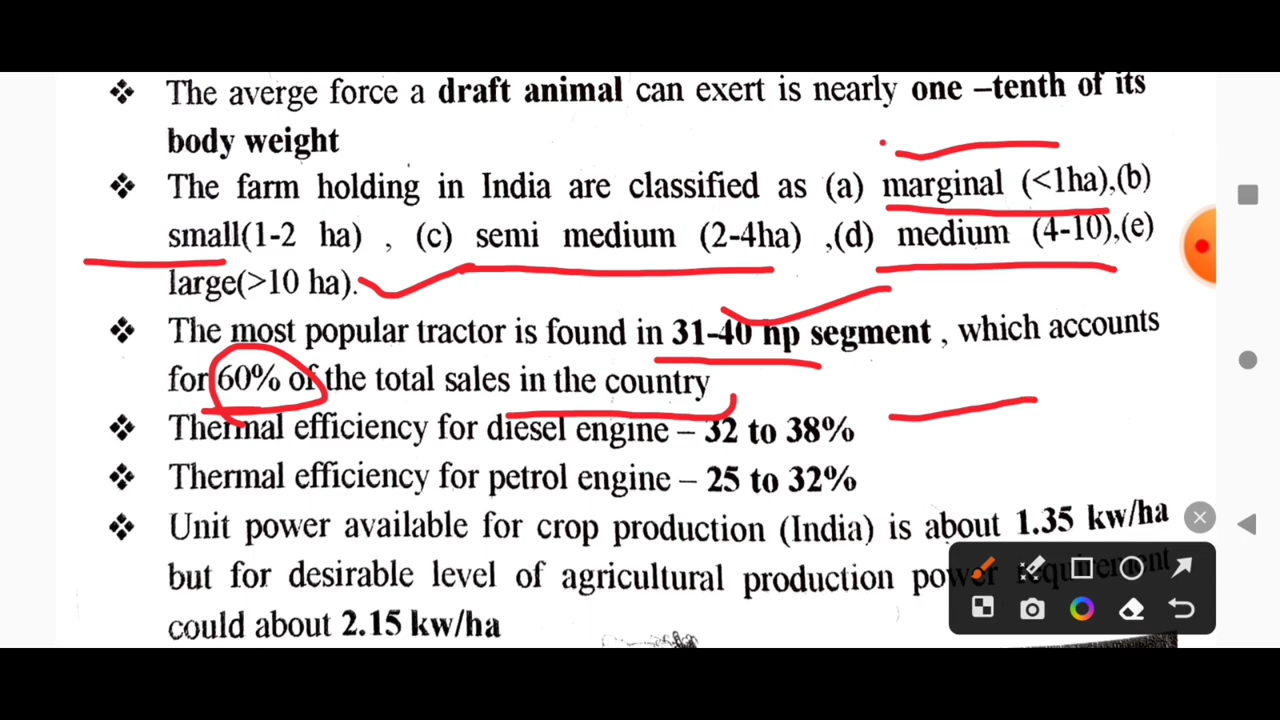 ❖ The averge force a draft animal can exert is nearly one –tenth of its
body weight
❖ The farm holding in India are classified as (a) marginal (<1ha),(b)
small(1-2 ha) , (c) semi medium (2-4ha) ,(d) medium (4-10),(e)
large(>10 ha).
❖ The most popular tractor is found in 31-40 hp segment , which accounts
for 60% of the total sales in the country
❖ Thermal efficiency for diesel engine – 32 to 38%
❖ Thermal efficiency for petrol engine – 25 to 32%
❖ Unit power available for crop production (India) is about 1.35 kw/ha
but for desirable level of agricultural production power requirement
could about 2.15 kw/ha